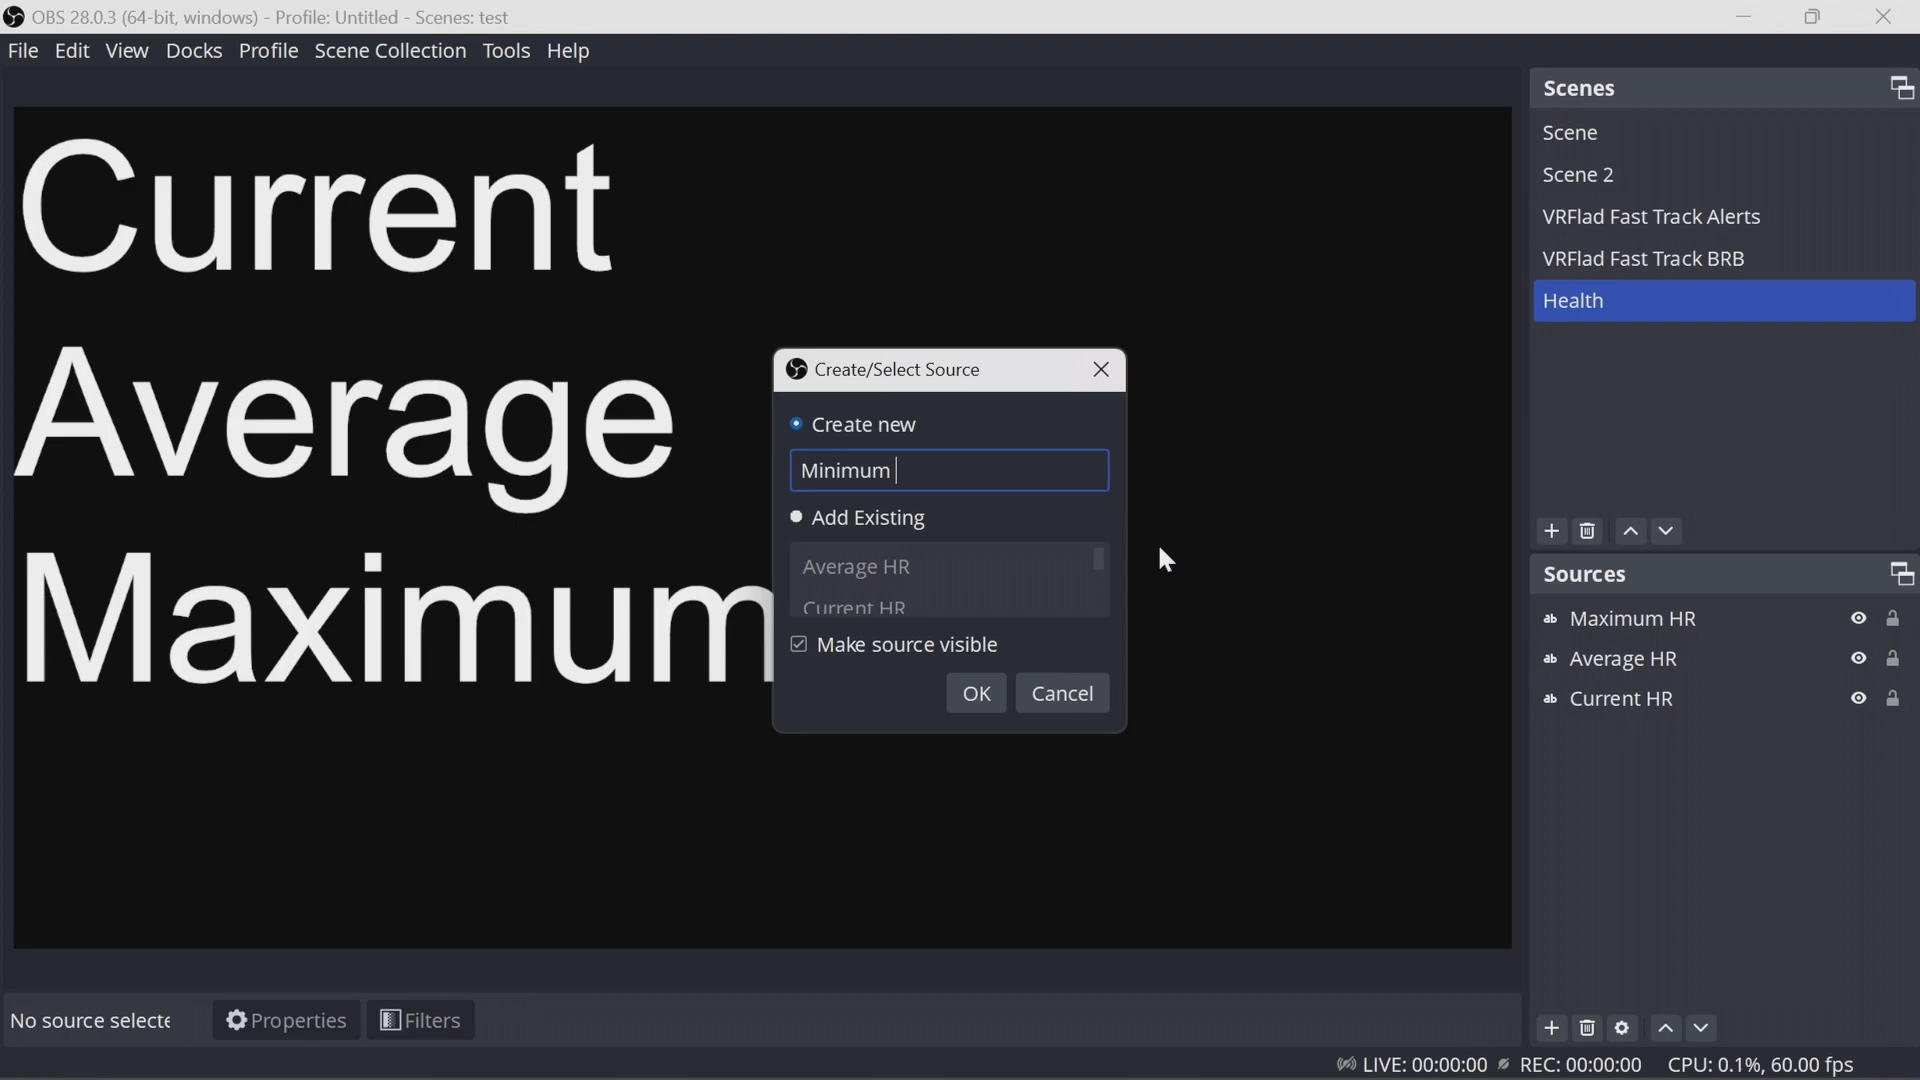 OBS 28.0.3 (64-bit, windows) - Profile: Untitled - Scenes: test
File Edit View Docks Profile Scene Collection Tools Help
Current
Average
Maximum
Create/Select Source
Create new
Minimum
Add Existing
Average HR
Current HR
Make source visible
OK Cancel
Scenes
Scene
Scene 2
VRFlad Fast Track Alerts
VRFlad Fast Track BRB
Health
Sources
ab Maximum HR
ab Average HR
ab Current HR
No source selecte
Properties
Filters
LIVE: 00:00:00 REC: 00:00:00 CPU: 0.1%, 60.00 fps